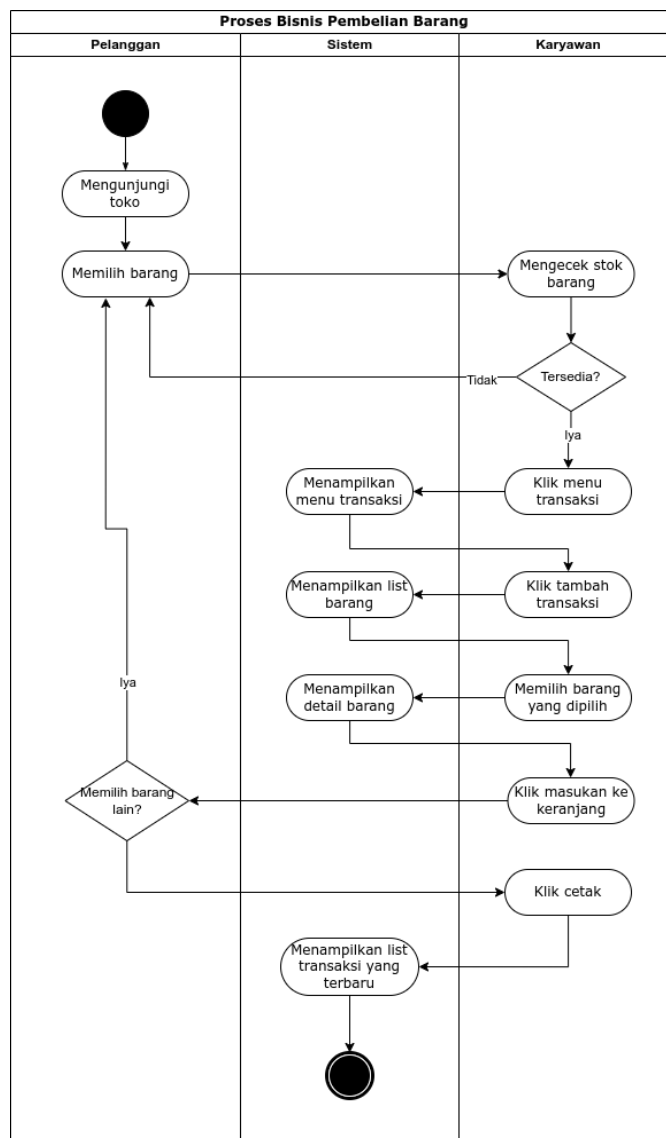 Proses Bisnis Pembelian Barang
Pelanggan
Sistem
Karyawan
Mengunjungi
toko
Memilih barang
Mengecek stok
barang
Tersedia?
Tidak
Iya
Klik menu
transaksi
Menampilkan
menu transaksi
Klik tambah
transaksi
Menampilkan list
barang
Memilih barang
yang dipilih
Menampilkan
detail barang
Iya
Klik masukan ke
keranjang
Memilih barang
lain?
Klik cetak
Menampilkan list
transaksi yang
terbaru